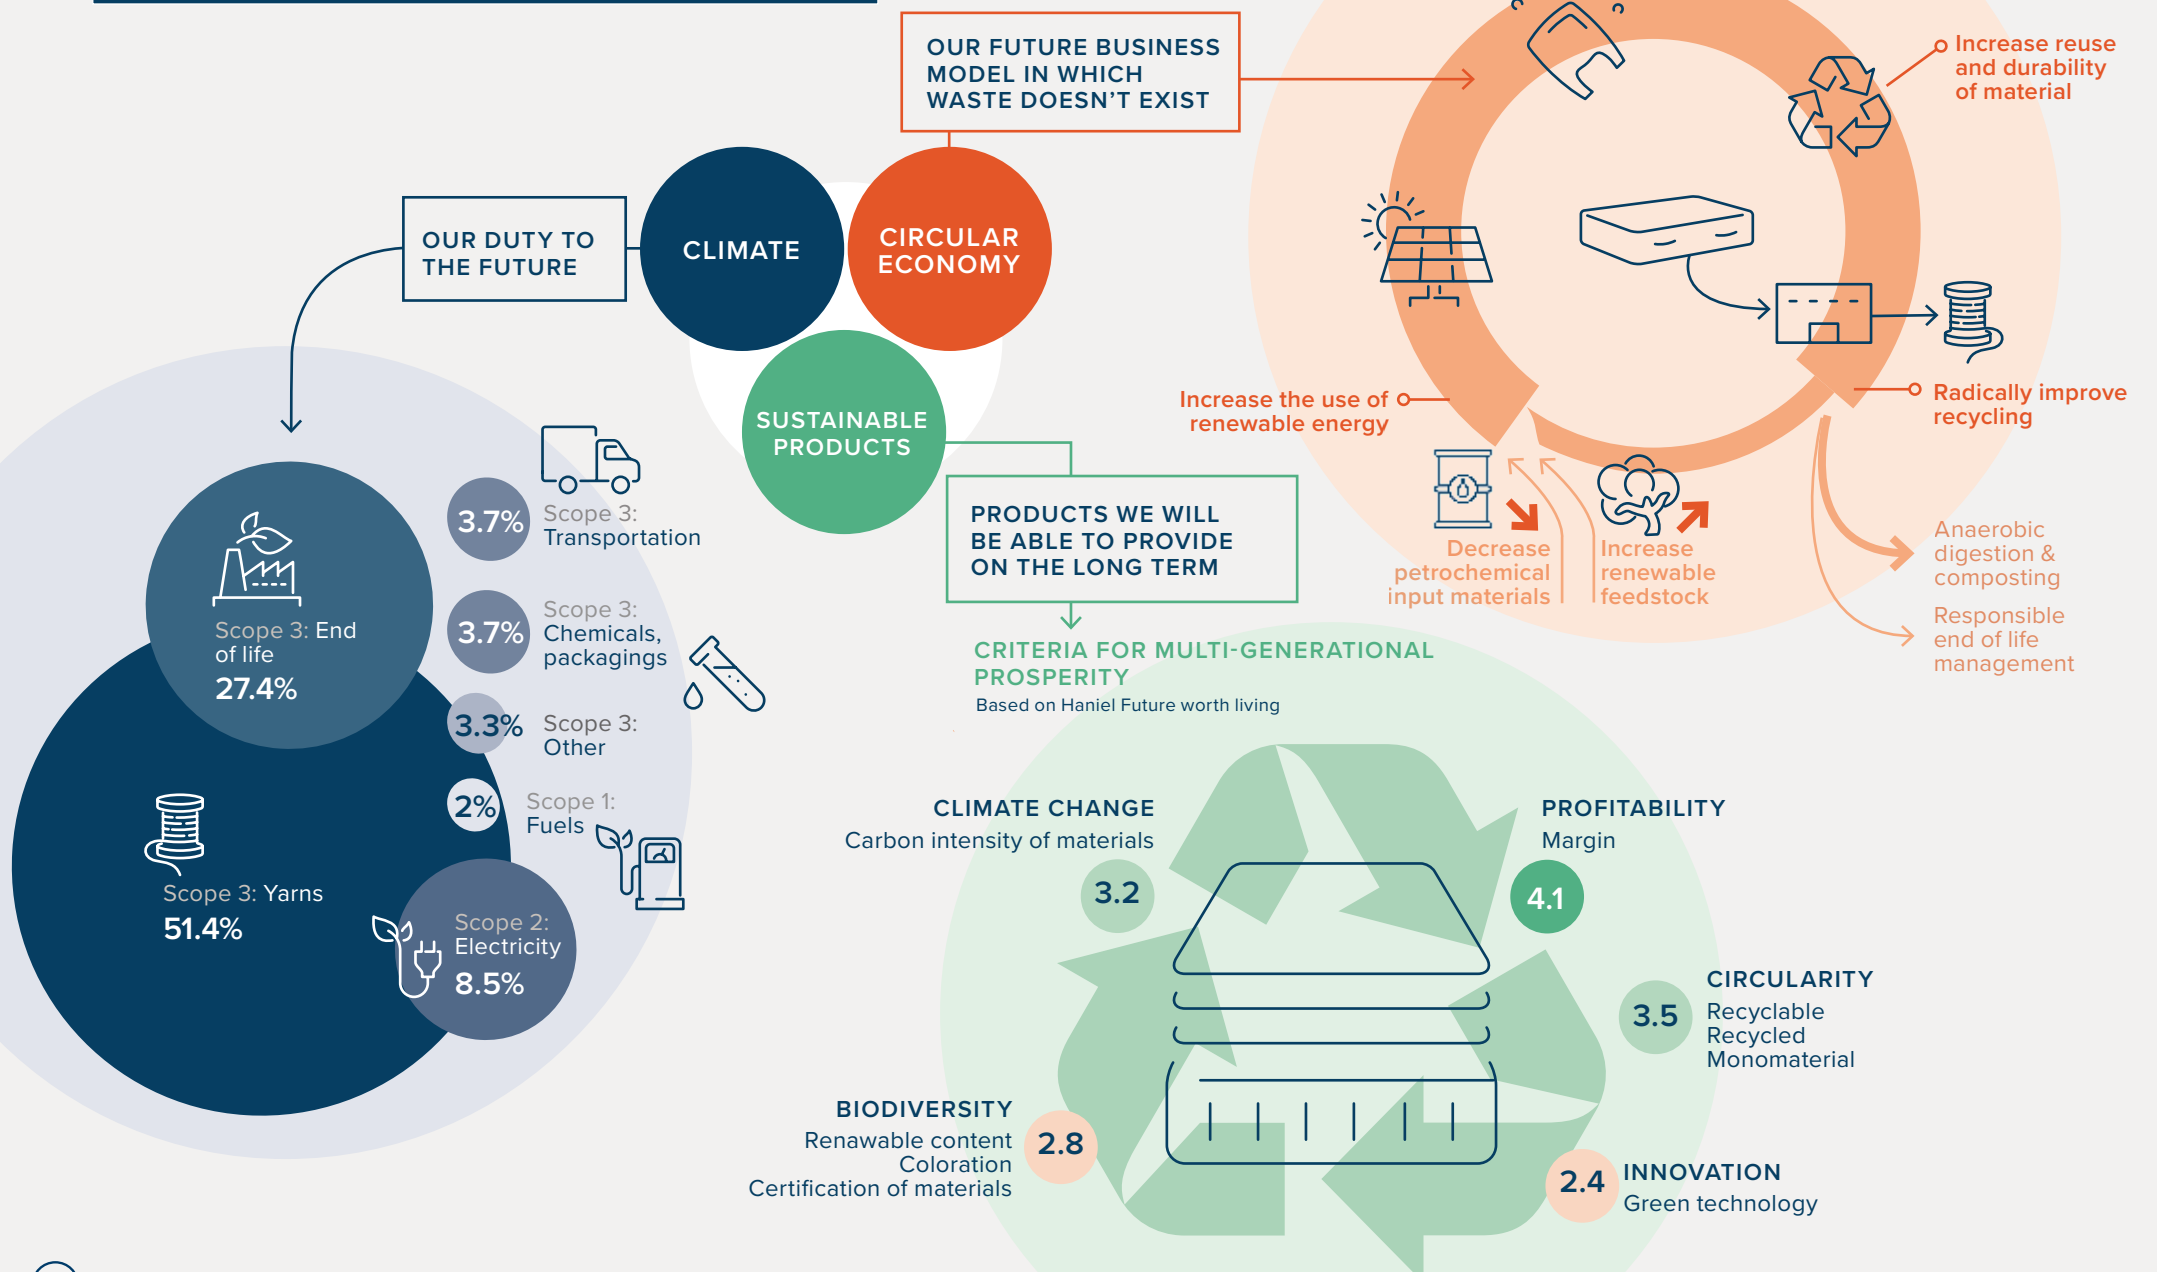 OUR FUTURE BUSINESS
MODEL IN WHICH
WASTE DOESN'T EXIST
Increase reuse
and durability
of material
OUR DUTY TO
THE FUTURE
CLIMATE
CIRCULAR
ECONOMY
SUSTAINABLE
PRODUCTS
Increase the use of
renewable energy
Radically improve
recycling
Decrease
petrochemical
input materials
Increase
renewable
feedstock
Anaerobic
digestion &
composting
Responsible
end of life
management
PRODUCTS WE WILL
BE ABLE TO PROVIDE
ON THE LONG TERM
CRITERIA FOR MULTI-GENERATIONAL
PROSPERITY
Based on Haniel Future worth living
3.7%
Scope 3:
Transportation
3.7%
Scope 3:
Chemicals,
packagings
3.3%
Scope 3:
Other
2%
Scope 1:
Fuels
Scope 3: End
of life
27.4%
Scope 3: Yarns
51.4%
Scope 2:
Electricity
8.5%
CLIMATE CHANGE
Carbon intensity of materials
3.2
PROFITABILITY
Margin
4.1
CIRCULARITY
3.5
Recyclable
Recycled
Monomaterial
BIODIVERSITY
Renawable content
Coloration
Certification of materials
2.8
2.4
INNOVATION
Green technology